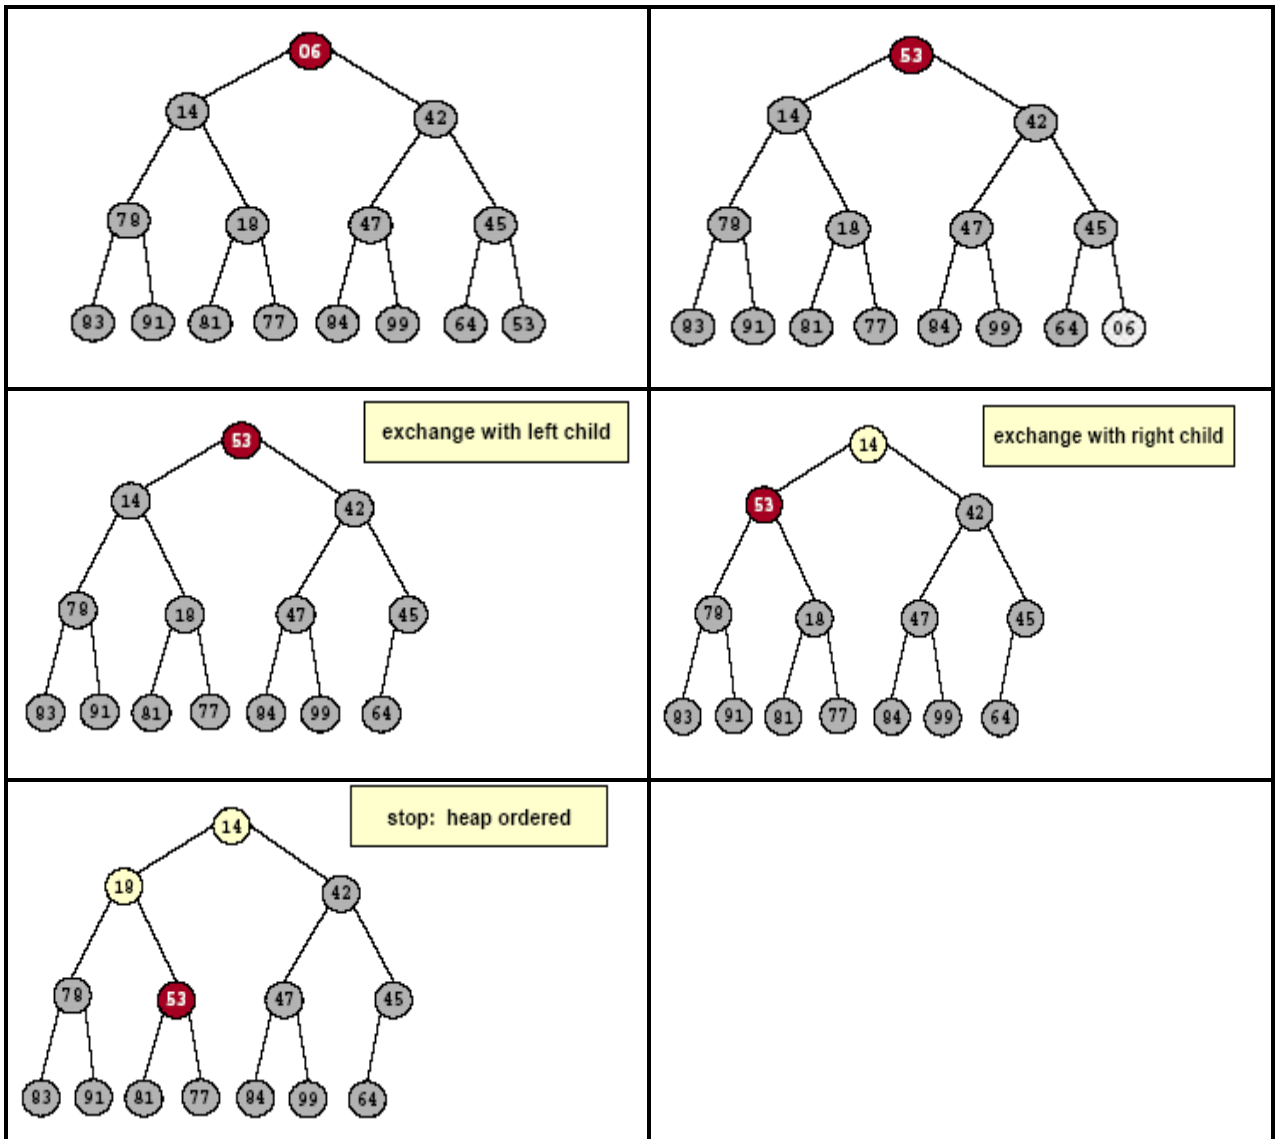 06
14 42
78 18 47 45
83 91 81 77 84 99 64 53
53
14 42
78 18 47 45
83 91 81 77 84 99 64 06
exchange with left child
53
14 42
78 18 47 45
83 91 81 77 84 99 64
exchange with right child
14
53 42
78 18 47 45
83 91 81 77 84 99 64
stop: heap ordered
14
18 42
78 53 47 45
83 91 81 77 84 99 64